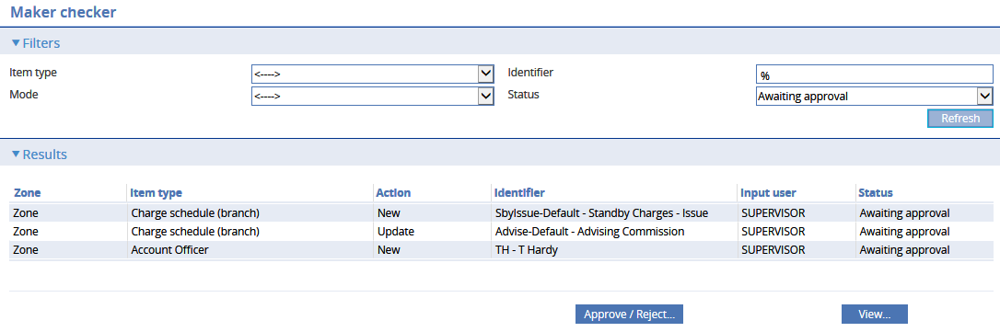 Maker checker
Filters
Item type <----> Identifier %
Mode <----> Status Awaiting approval
Refresh
Results
Zone Item type Action Identifier Input user Status
Zone Charge schedule (branch) New SbyIssue-Default - Standby Charges - Issue SUPERVISOR Awaiting approval
Zone Charge schedule (branch) Update Advise-Default - Advising Commission SUPERVISOR Awaiting approval
Zone Account Officer New TH - T Hardy SUPERVISOR Awaiting approval
Approve / Reject... View...